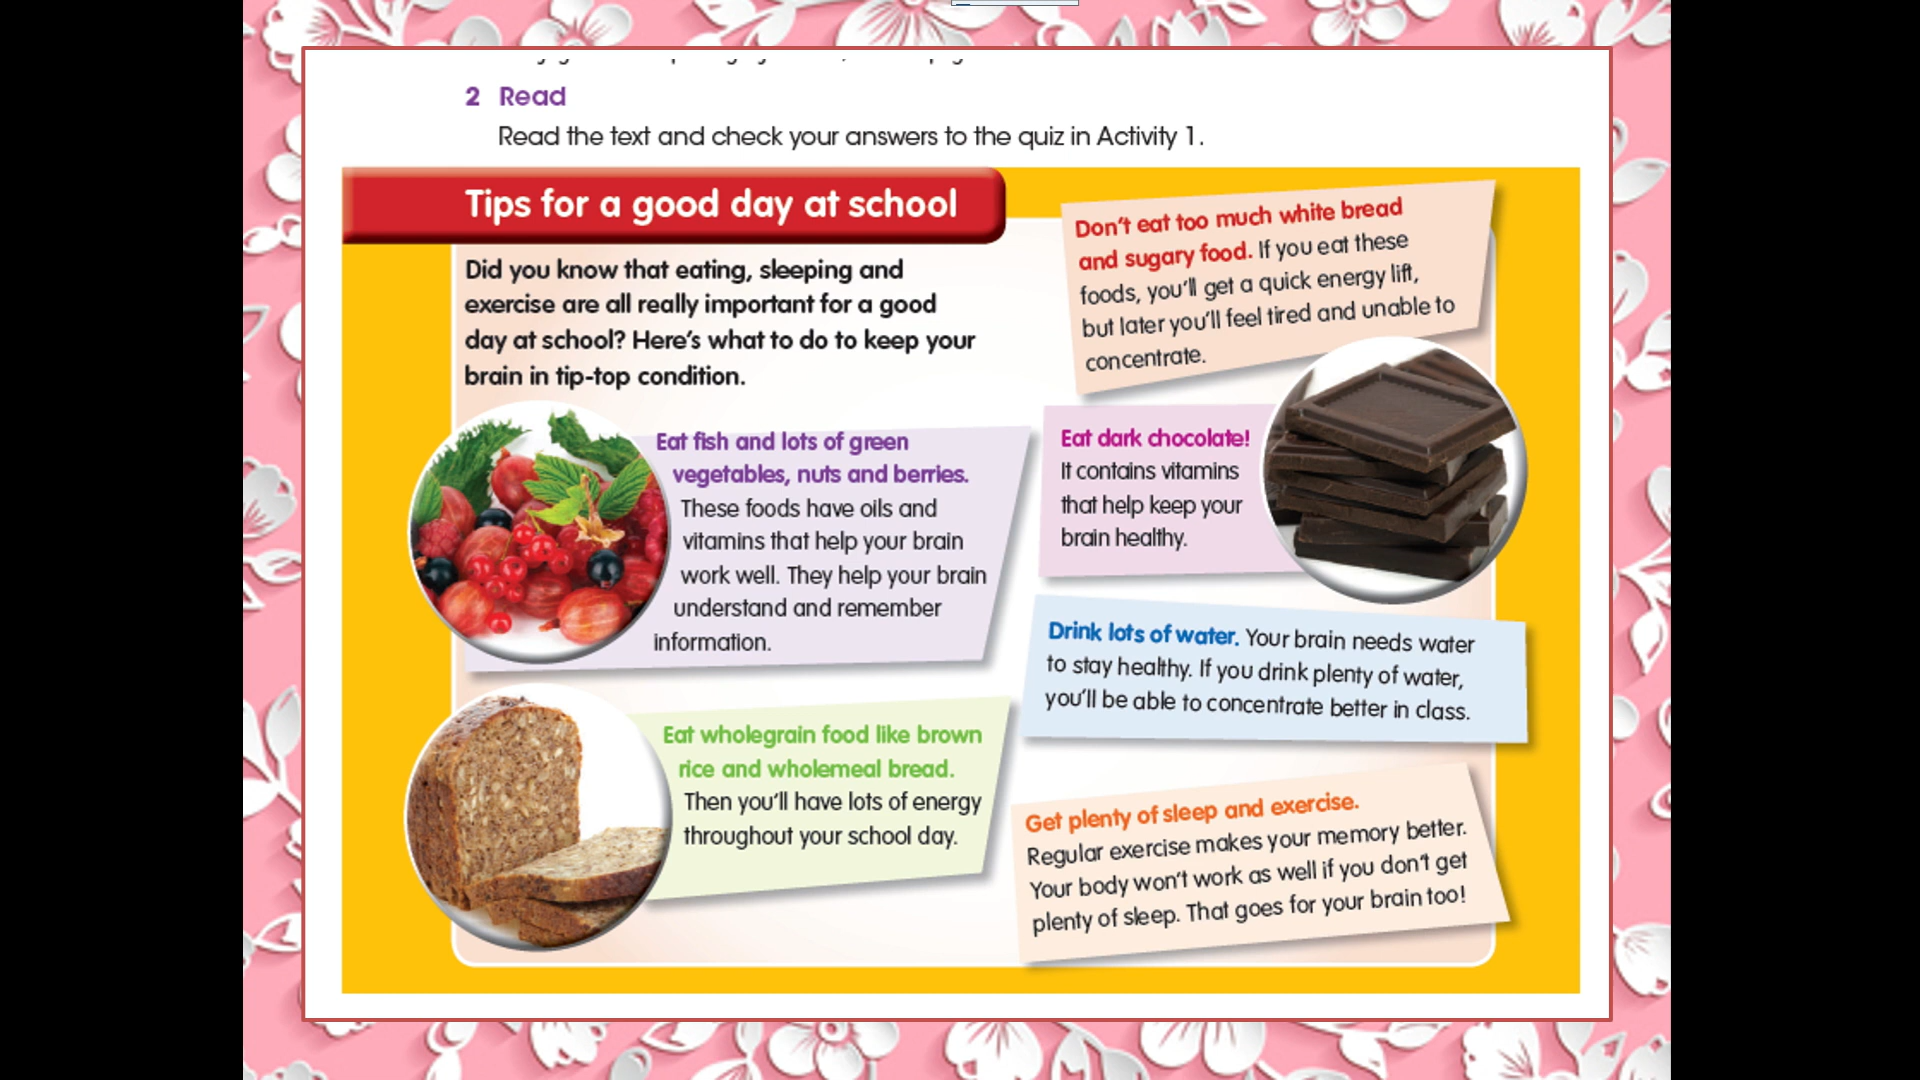 2 Read
Read the text and check your answers to the quiz in Activity 1.
Tips for a good day at school
Did you know that eating, sleeping and
exercise are all really important for a good
day at school? Here's what to do to keep your
brain in tip-top condition.
Eat fish and lots of green
vegetables, nuts and berries.
These foods have oils and
vitamins that help your brain
work well. They help your brain
understand and remember
information.
Eat wholegrain food like brown
rice and wholemeal bread.
Then you'll have lots of energy
throughout your school day.
Don't eat too much white bread
and sugary food. If you eat these
foods, you'll get a quick energy lift,
but later you'll feel tired and unable to
concentrate.
Eat dark chocolate!
It contains vitamins
that help keep your
brain healthy.
Drink lots of water. Your brain needs water
to stay healthy. If you drink plenty of water,
you'll be able to concentrate better in class.
Get plenty of sleep and exercise.
Regular exercise makes your memory better.
Your body won't work as well if you don't get
plenty of sleep. That goes for your brain too!